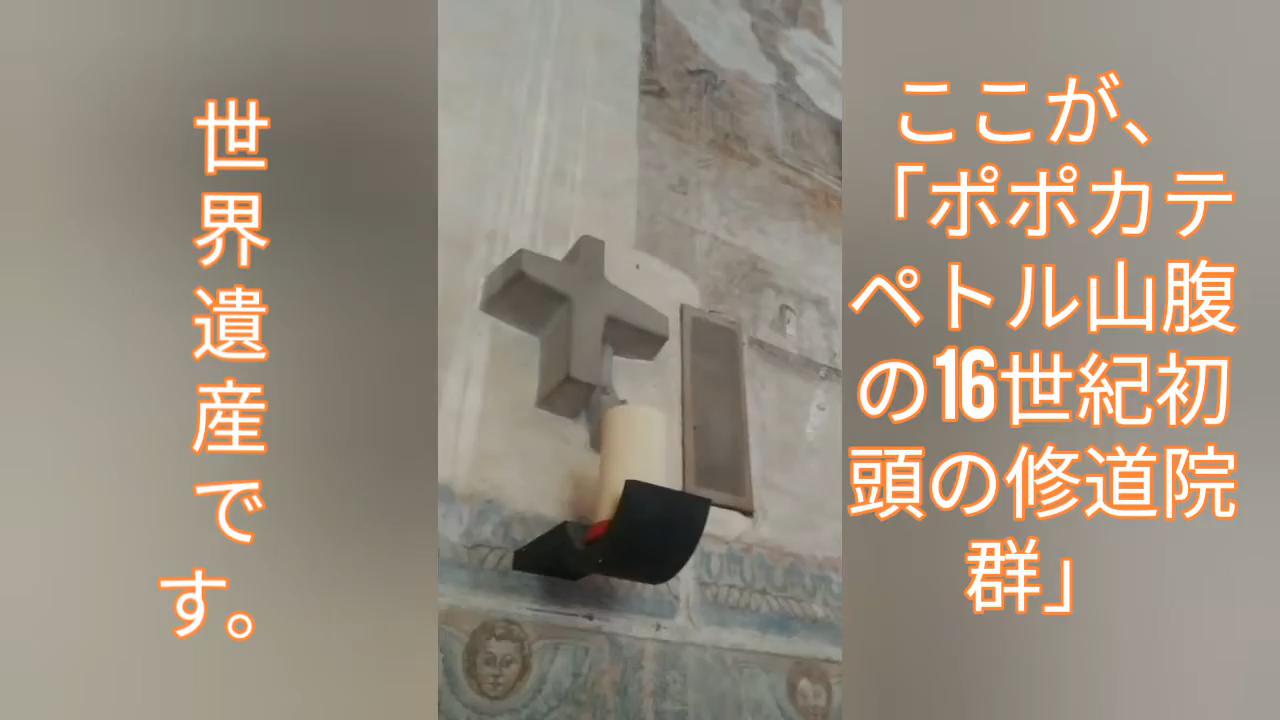 ここが、
「ポポカテ
ペトル山腹
の16世紀初
頭の修道院
群」
世
界
遺
産
で
す。